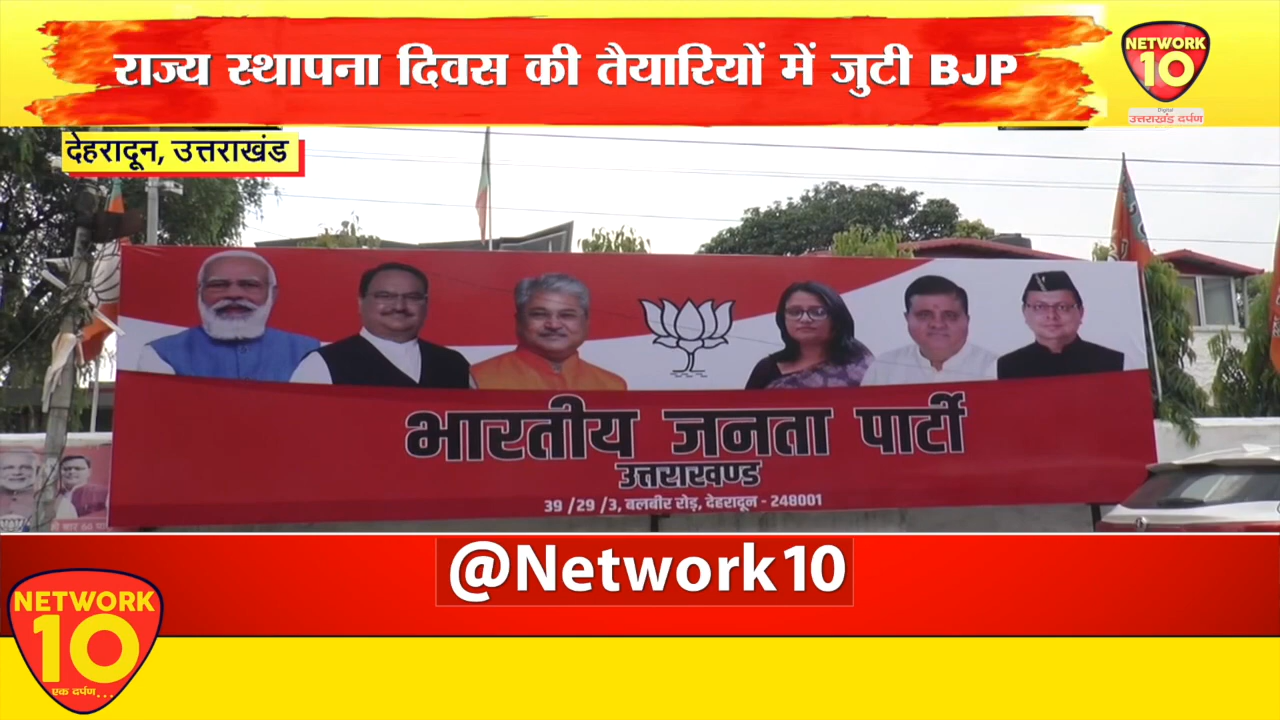 राज्य स्थापना दिवस की तैयारियों में जुटी BJP
NETWORK
10
Digital
उत्तराखंड दर्पण
देहरादून, उत्तराखंड
भारतीय जनता पार्टी
उत्तराखण्ड
39 /29 /3, बलबीर रोड़, देहरादून - 248001
@Network10
NETWORK
10
एक दर्पण...